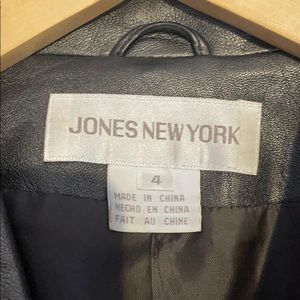 JONES NEW YORK
4
MADE IN CHINA
HECHO EN CHINA
FAIT AU CHINE